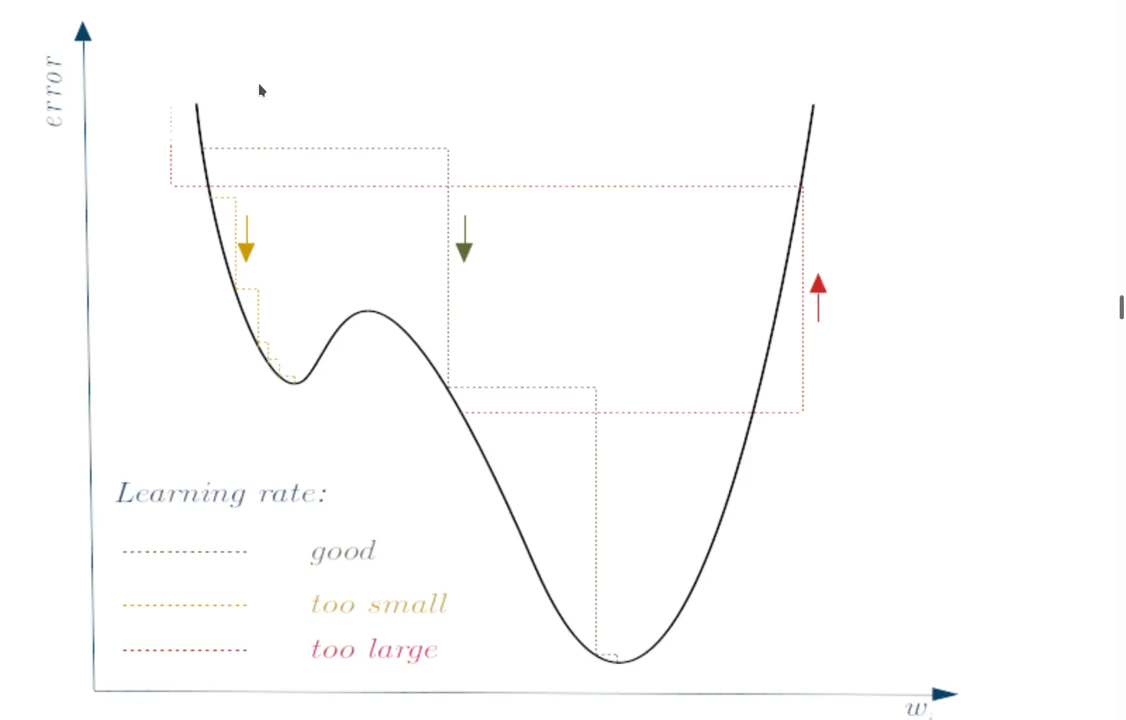 error
Learning rate:
good
too small
too large
w